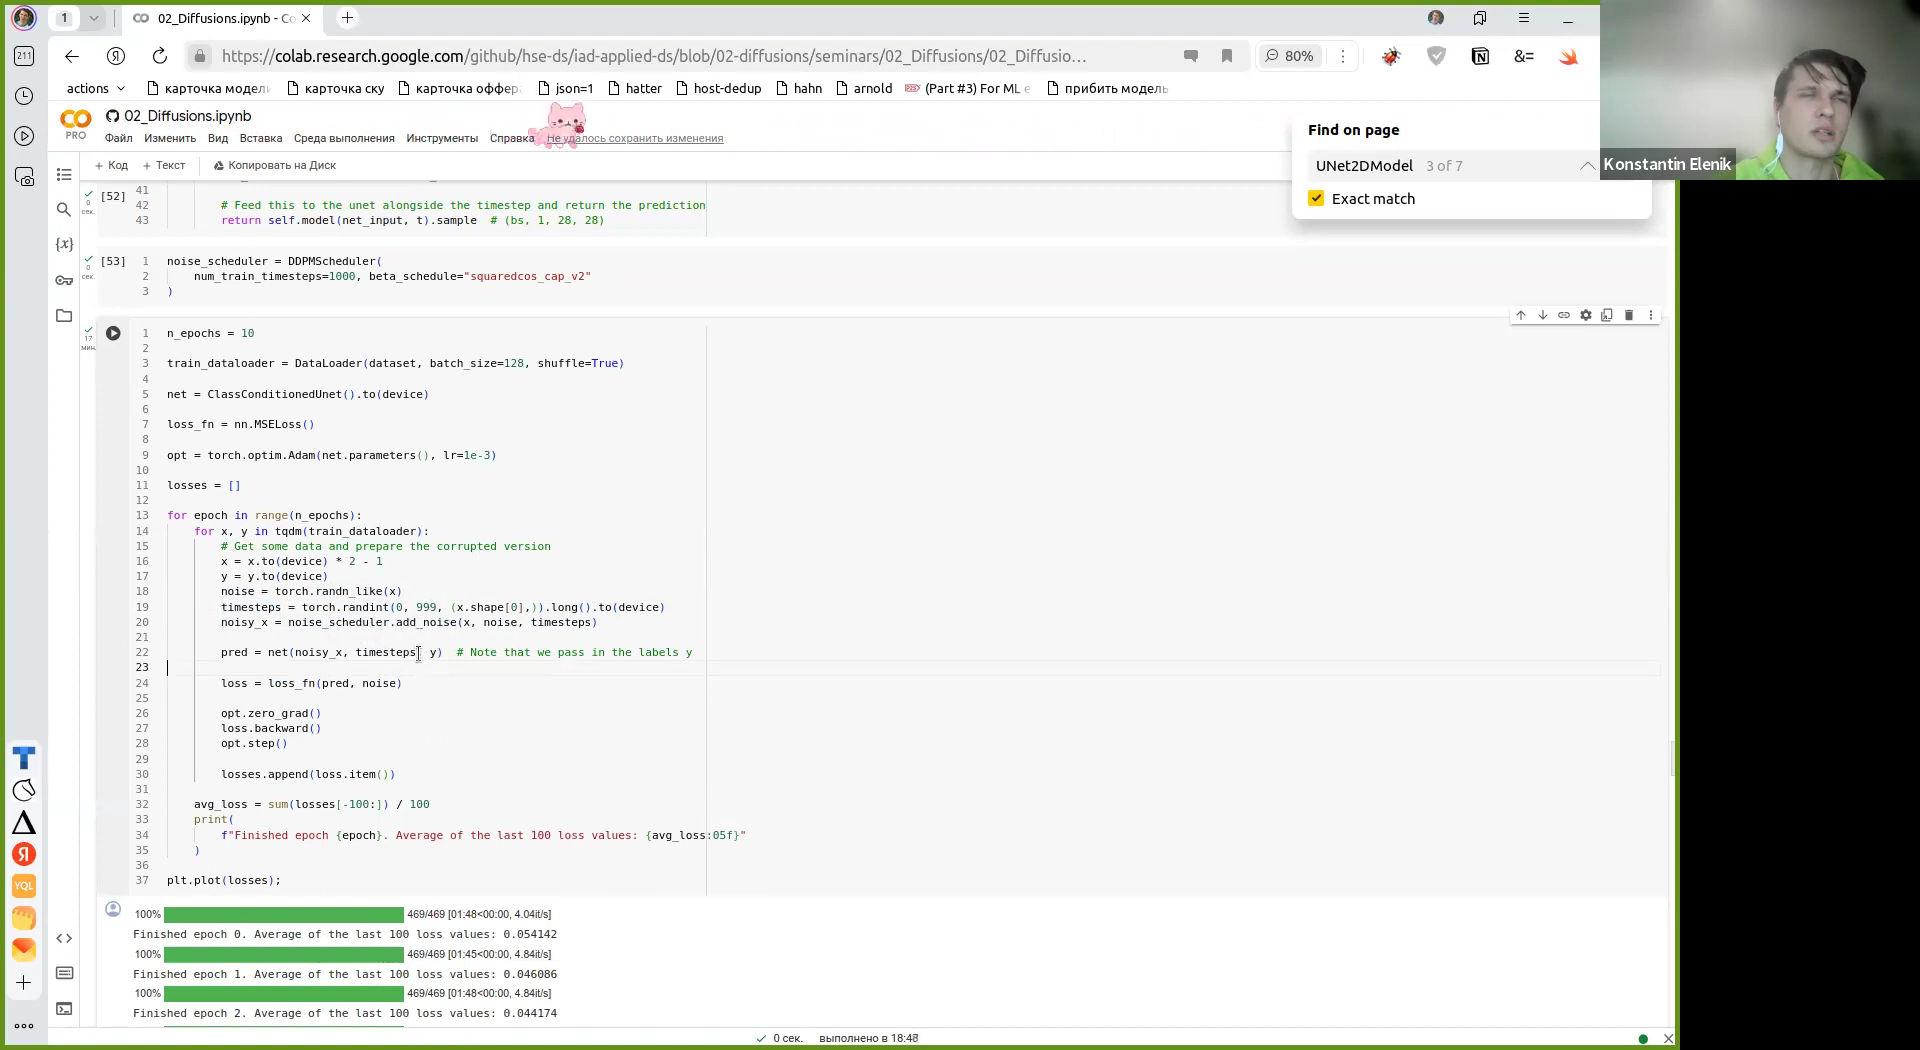 1
02_Diffusions.ipynb - Co
211
https://colab.research.google.com/github/hse-ds/iad-applied-ds/blob/02-diffusions/seminars/02_Diffusions/02_Diffusio...
80%
actions
карточка модели
карточка ску
карточка оффер
json=1
hatter
host-dedup
hahn
arnold
(Part #3) For ML e
прибить модель
PRO
02_Diffusions.ipynb
Файл Изменить Вид Вставка Среда выполнения Инструменты Справка Не удалось сохранить изменения
Find on page
UNet2DModel 3 of 7
Exact match
Konstantin Elenik
+ Код + Текст Копировать на Диск
[52] 41
0 сек.
42 # Feed this to the unet alongside the timestep and return the prediction
43 return self.model(net_input, t).sample # (bs, 1, 28, 28)
[53] 1 noise_scheduler = DDPMScheduler(
0 сек.
2 num_train_timesteps=1000, beta_schedule="squaredcos_cap_v2"
3 )
17 мин.
1 n_epochs = 10
2
3 train_dataloader = DataLoader(dataset, batch_size=128, shuffle=True)
4
5 net = ClassConditionedUnet().to(device)
6
7 loss_fn = nn.MSELoss()
8
9 opt = torch.optim.Adam(net.parameters(), lr=1e-3)
10
11 losses = []
12
13 for epoch in range(n_epochs):
14 for x, y in tqdm(train_dataloader):
15 # Get some data and prepare the corrupted version
16 x = x.to(device) * 2 - 1
17 y = y.to(device)
18 noise = torch.randn_like(x)
19 timesteps = torch.randint(0, 999, (x.shape[0],)).long().to(device)
20 noisy_x = noise_scheduler.add_noise(x, noise, timesteps)
21
22 pred = net(noisy_x, timesteps, y) # Note that we pass in the labels y
23
24 loss = loss_fn(pred, noise)
25
26 opt.zero_grad()
27 loss.backward()
28 opt.step()
29
30 losses.append(loss.item())
31
32 avg_loss = sum(losses[-100:]) / 100
33 print(
34 f"Finished epoch {epoch}. Average of the last 100 loss values: {avg_loss:05f}"
35 )
36
37 plt.plot(losses);
100% 469/469 [01:48<00:00, 4.04it/s]
Finished epoch 0. Average of the last 100 loss values: 0.054142
100% 469/469 [01:45<00:00, 4.84it/s]
Finished epoch 1. Average of the last 100 loss values: 0.046086
100% 469/469 [01:48<00:00, 4.84it/s]
Finished epoch 2. Average of the last 100 loss values: 0.044174
YQL
0 сек. выполнено в